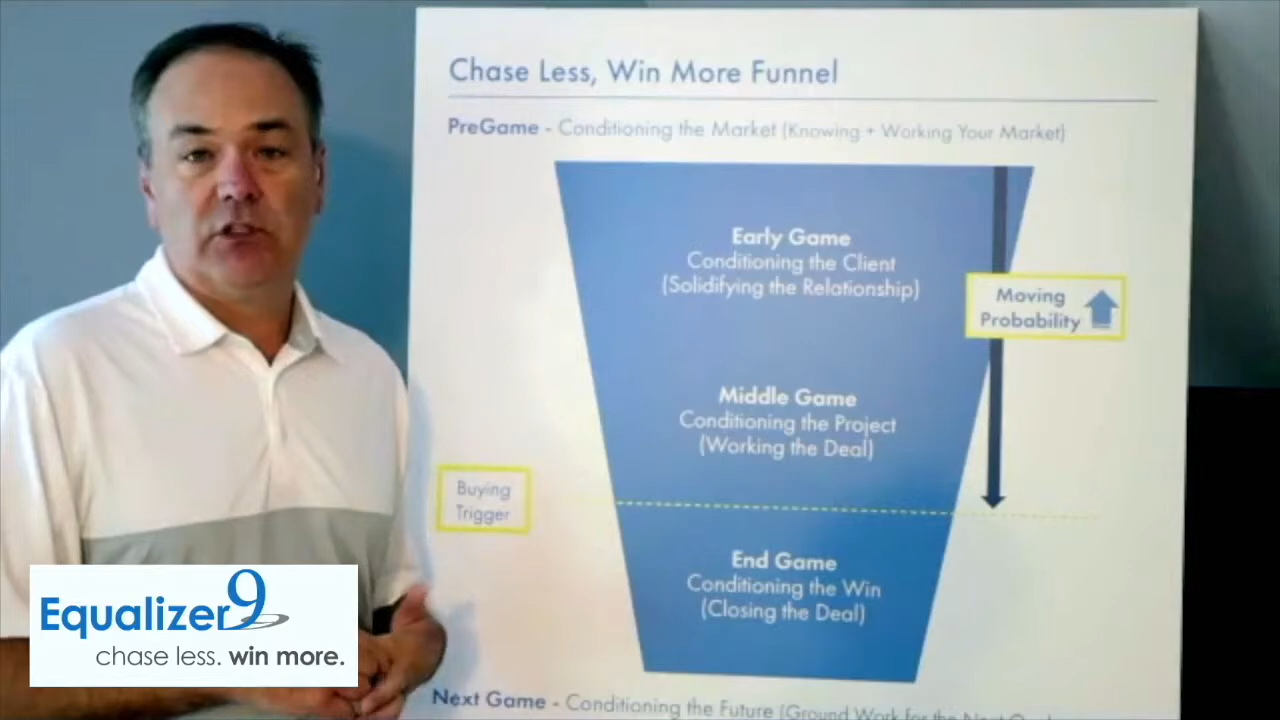 Chase Less, Win More Funnel
PreGame - Conditioning the Market (Knowing + Working Your Market)
Early Game
Conditioning the Client
(Solidifying the Relationship)
Moving
Probability
Middle Game
Conditioning the Project
(Working the Deal)
Buying
Trigger
End Game
Conditioning the Win
(Closing the Deal)
Equalizer9
chase less. win more.
Next Game - Conditioning the Future (Ground Work for the Next